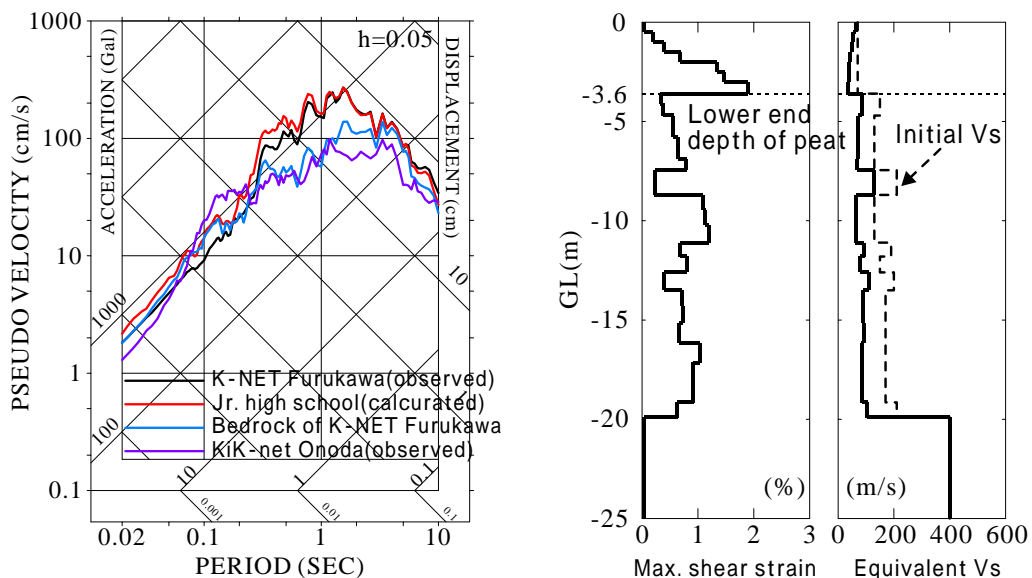 1000
100
10
1
0.1
PSEUDO VELOCITY (cm/s)
h=0.05
ACCELERATION (Gal)
DISPLACEMENT (cm)
1000
100
10
1
0.1
10
0.001
0.01
0.1
K-NET Furukawa(observed)
Jr. high school(calcurated)
Bedrock of K-NET Furukawa
KiK-net Onoda(observed)
0.02
0.1
1
10
PERIOD (SEC)
0
-3.6
-5
-10
-15
-20
-25
GL(m)
Lower end
depth of peat
Initial Vs
(%)
(m/s)
0 1 2 3
0 200 400 600
Max. shear strain
Equivalent Vs